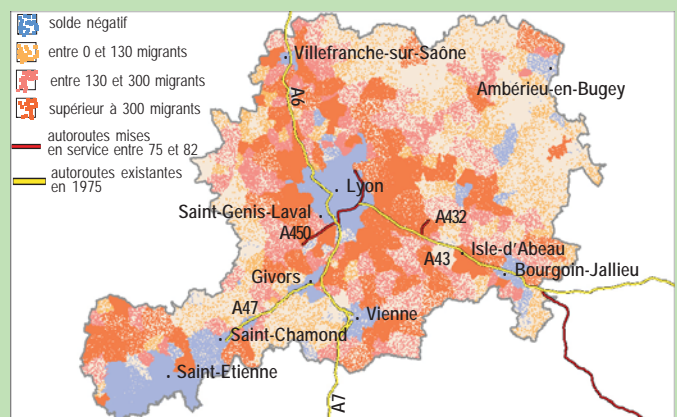 solde négatif
entre 0 et 130 migrants
entre 130 et 300 migrants
supérieur à 300 migrants
autoroutes mises
en service entre 75 et 82
autoroutes existantes
en 1975
Villefranche-sur-Saône
Ambérieu-en-Bugey
A6
Lyon
Saint-Genis-Laval
A450
A432
Isle-d'Abeau
A43
Bourgoin-Jallieu
Givors
A47
Vienne
Saint-Chamond
Saint-Etienne
A7